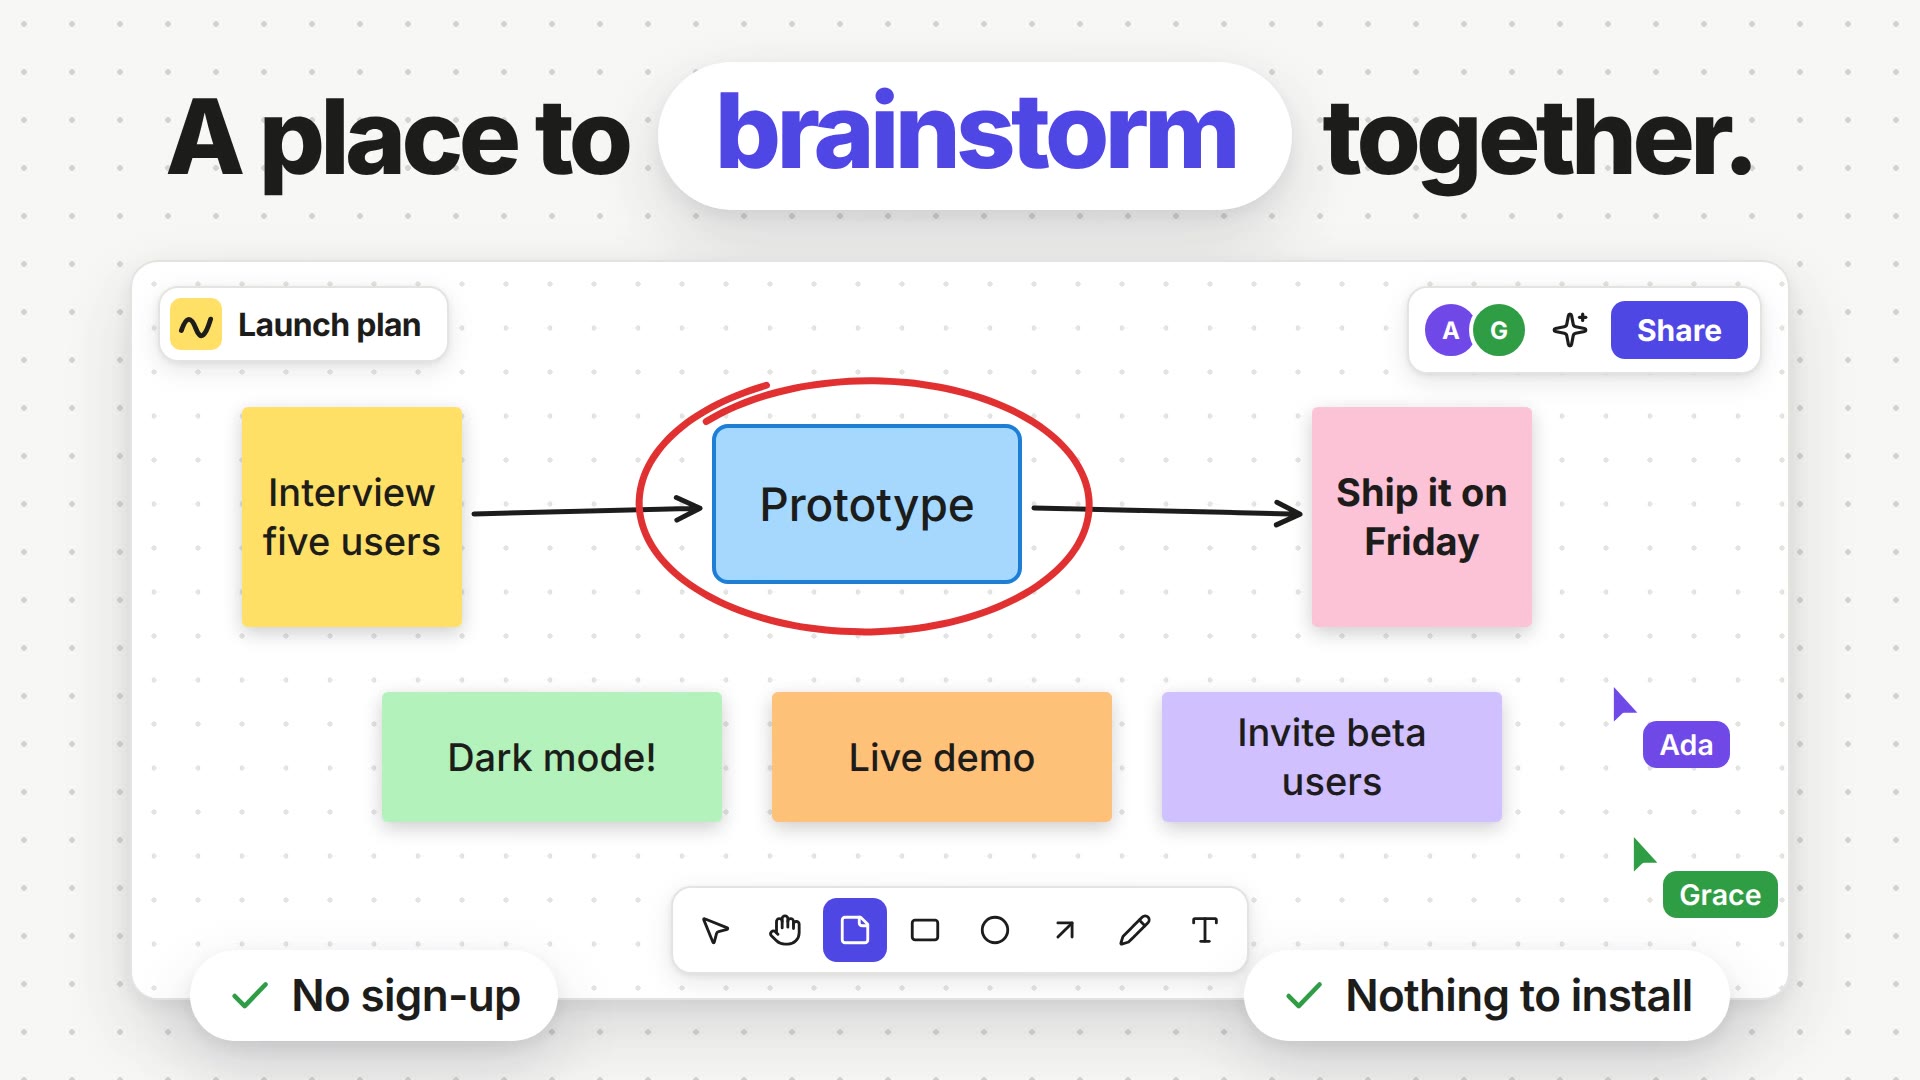 A place to brainstorm together.
Launch plan
A G Share
Interview
five users
Prototype
Ship it on
Friday
Dark mode!
Live demo
Invite beta
users
Ada
Grace
No sign-up
Nothing to install